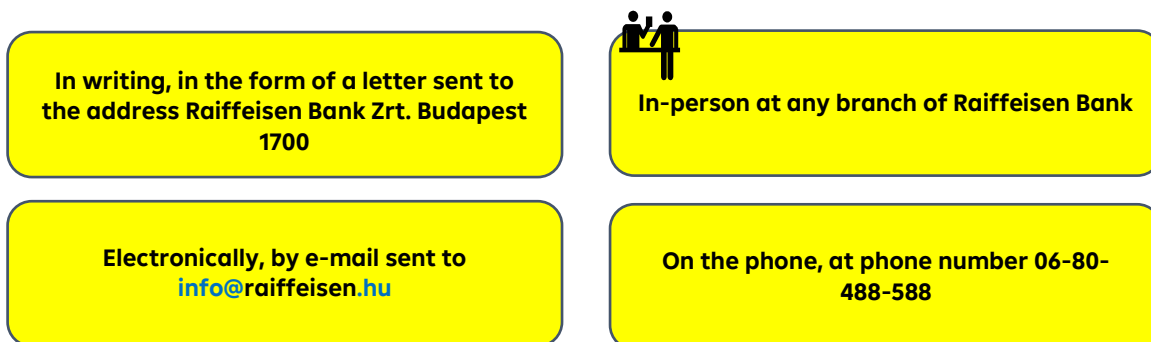 In writing, in the form of a letter sent to
the address Raiffeisen Bank Zrt. Budapest
1700
In-person at any branch of Raiffeisen Bank
Electronically, by e-mail sent to
info@raiffeisen.hu
On the phone, at phone number 06-80-
488-588